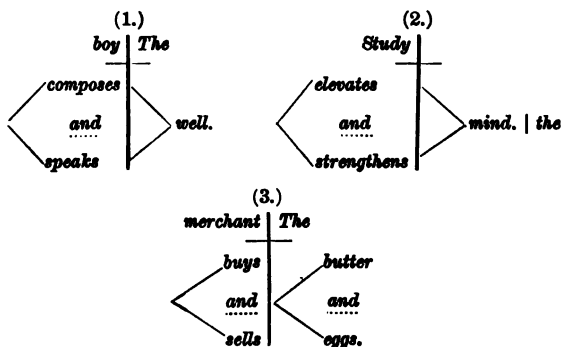 (1.)
boy | The
composes
and well.
speaks
(2.)
Study
elevates
and mind. | the
strengthens
(3.)
merchant | The
buys butter
and and
sells eggs.